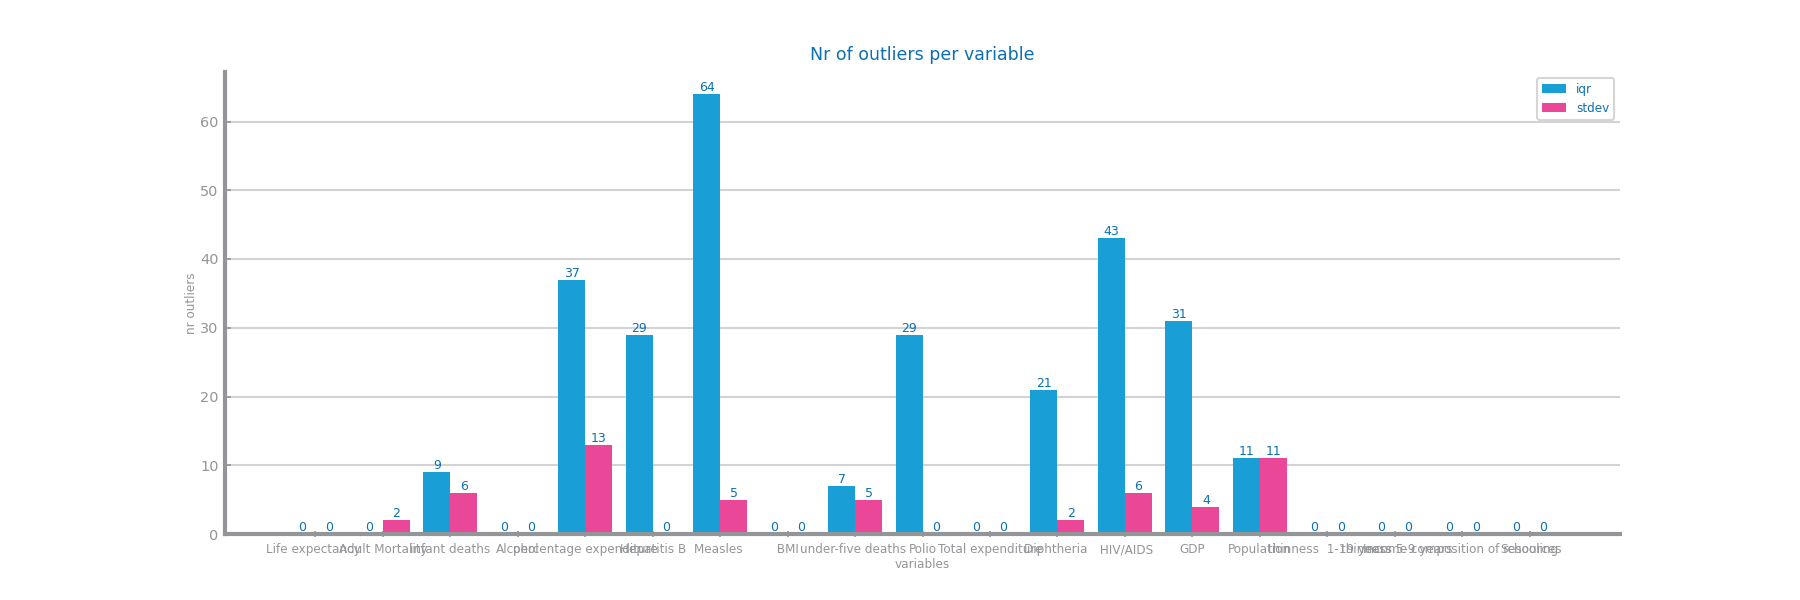 Nr of outliers per variable
iqr
stdev
60
50
40
30
20
10
0
nr outliers
0 0 0 2 9 6 0 0 37 13 29 0 64 5 0 0 7 5 29 0 0 0 21 2 43 6 31 4 11 11 0 0 0 0 0 0 0 0
Life expectancy Adult Mortality infant deaths Alcohol percentage expenditure Hepatitis B Measles BMI under-five deaths Polio Total expenditure Diphtheria HIV/AIDS GDP Population thinness 1-19 years thinness 5-9 years Income composition of resources Schooling
variables